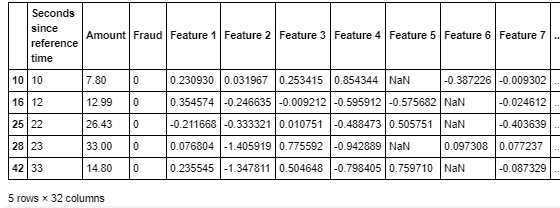 Seconds since reference time Amount Fraud Feature 1 Feature 2 Feature 3 Feature 4 Feature 5 Feature 6 Feature 7 ..
10 10 7.80 0 0.230930 0.031967 0.253415 0.854344 NaN -0.387226 -0.009302 ..
16 12 12.99 0 0.354574 -0.246635 -0.009212 -0.595912 -0.575682 NaN -0.024612 ..
25 22 26.43 0 -0.211668 -0.333321 0.010751 -0.488473 0.505751 NaN -0.403639 ..
28 23 33.00 0 0.076804 -1.405919 0.775592 -0.942889 NaN 0.097308 0.077237 ..
42 33 14.80 0 0.235545 -1.347811 0.504648 -0.798405 0.759710 NaN -0.087329 ..
5 rows × 32 columns